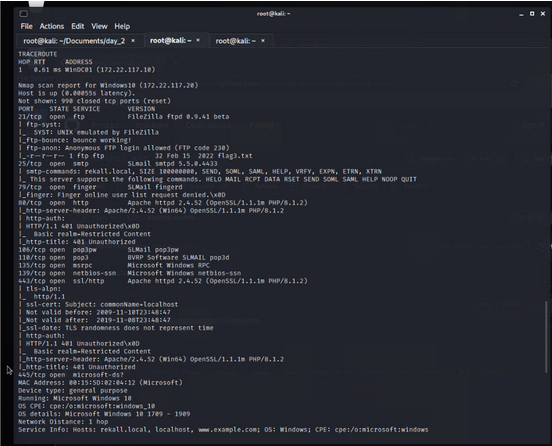 root@kali: ~
File Actions Edit View Help
root@kali: ~/Documents/day_2 × root@kali: ~ × root@kali: ~ ×
TRACEROUTE
HOP RTT ADDRESS
1 0.61 ms WinDC01 (172.22.117.10)
Nmap scan report for Windows10 (172.22.117.20)
Host is up (0.00055s latency).
Not shown: 990 closed tcp ports (reset)
PORT STATE SERVICE VERSION
21/tcp open ftp FileZilla ftpd 0.9.41 beta
| ftp-syst:
|_ SYST: UNIX emulated by FileZilla
|_ftp-bounce: bounce working!
| ftp-anon: Anonymous FTP login allowed (FTP code 230)
|_-r--r--r-- 1 ftp ftp 32 Feb 15 2022 flag3.txt
25/tcp open smtp SLmail smtpd 5.5.0.4433
| smtp-commands: rekall.local, SIZE 100000000, SEND, SOML, SAML, HELP, VRFY, EXPN, ETRN, XTRN
|_ This server supports the following commands. HELO MAIL RCPT DATA RSET SEND SOML SAML HELP NOOP QUIT
79/tcp open finger SLMail fingerd
|_finger: Finger online user list request denied.\x0D
80/tcp open http Apache httpd 2.4.52 (OpenSSL/1.1.1m PHP/8.1.2)
|_http-server-header: Apache/2.4.52 (Win64) OpenSSL/1.1.1m PHP/8.1.2
| http-auth:
| HTTP/1.1 401 Unauthorized\x0D
|_ Basic realm=Restricted Content
|_http-title: 401 Unauthorized
106/tcp open pop3pw SLMail pop3pw
110/tcp open pop3 BVRP Software SLMAIL pop3d
135/tcp open msrpc Microsoft Windows RPC
139/tcp open netbios-ssn Microsoft Windows netbios-ssn
443/tcp open ssl/http Apache httpd 2.4.52 (OpenSSL/1.1.1m PHP/8.1.2)
| tls-alpn:
|_ http/1.1
| ssl-cert: Subject: commonName=localhost
| Not valid before: 2009-11-10T23:48:47
|_Not valid after: 2019-11-08T23:48:47
|_ssl-date: TLS randomness does not represent time
| http-auth:
| HTTP/1.1 401 Unauthorized\x0D
|_ Basic realm=Restricted Content
|_http-server-header: Apache/2.4.52 (Win64) OpenSSL/1.1.1m PHP/8.1.2
|_http-title: 401 Unauthorized
445/tcp open microsoft-ds?
MAC Address: 00:15:5D:02:04:12 (Microsoft)
Device type: general purpose
Running: Microsoft Windows 10
OS CPE: cpe:/o:microsoft:windows_10
OS details: Microsoft Windows 10 1709 - 1909
Network Distance: 1 hop
Service Info: Hosts: rekall.local, localhost, www.example.com; OS: Windows; CPE: cpe:/o:microsoft:windows